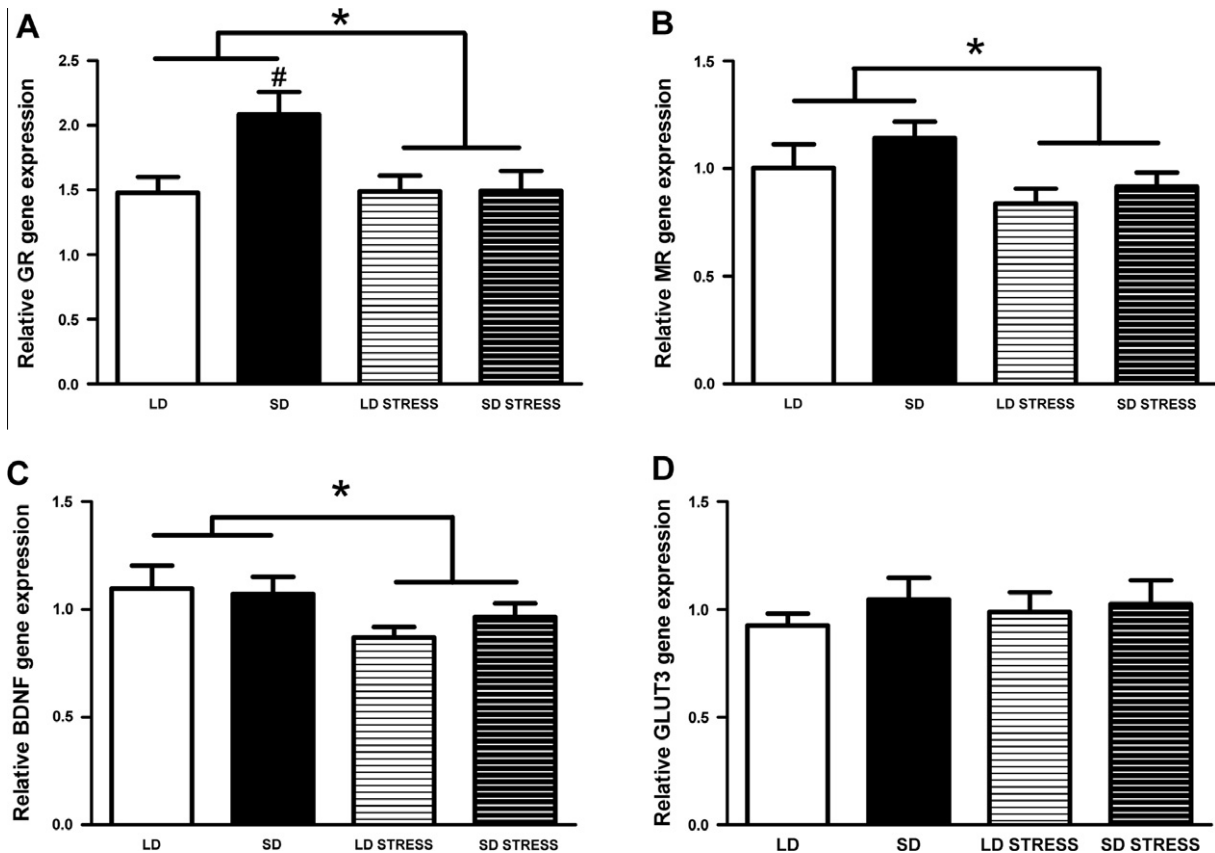 A
*
Relative GR gene expression
2.5
#
2.0
1.5
1.0
0.5
0.0
LD SD LD STRESS SD STRESS
B
*
Relative MR gene expression
1.5
1.0
0.5
0.0
LD SD LD STRESS SD STRESS
C
*
Relative BDNF gene expression
1.5
1.0
0.5
0.0
LD SD LD STRESS SD STRESS
D
Relative GLUT3 gene expression
1.5
1.0
0.5
0.0
LD SD LD STRESS SD STRESS